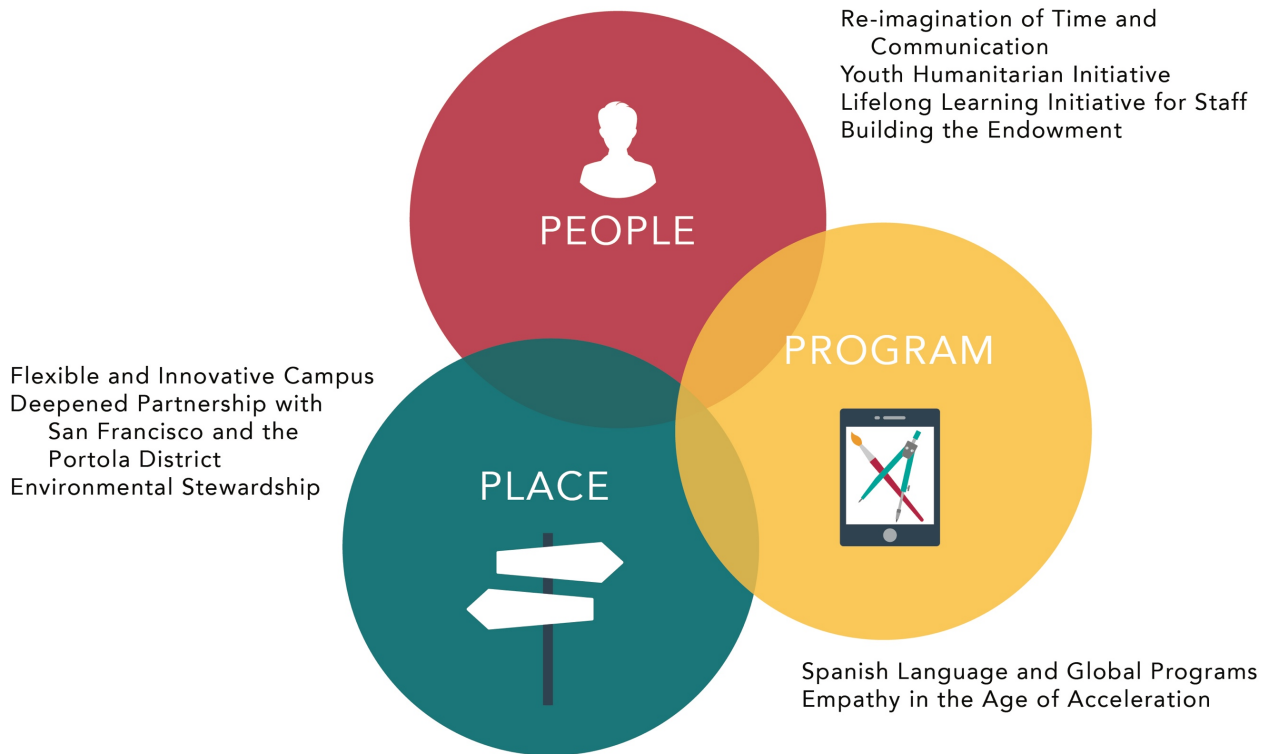 Re-imagination of Time and
Communication
Youth Humanitarian Initiative
Lifelong Learning Initiative for Staff
Building the Endowment
PEOPLE
PROGRAM
Flexible and Innovative Campus
Deepened Partnership with
San Francisco and the
Portola District
Environmental Stewardship
PLACE
Spanish Language and Global Programs
Empathy in the Age of Acceleration